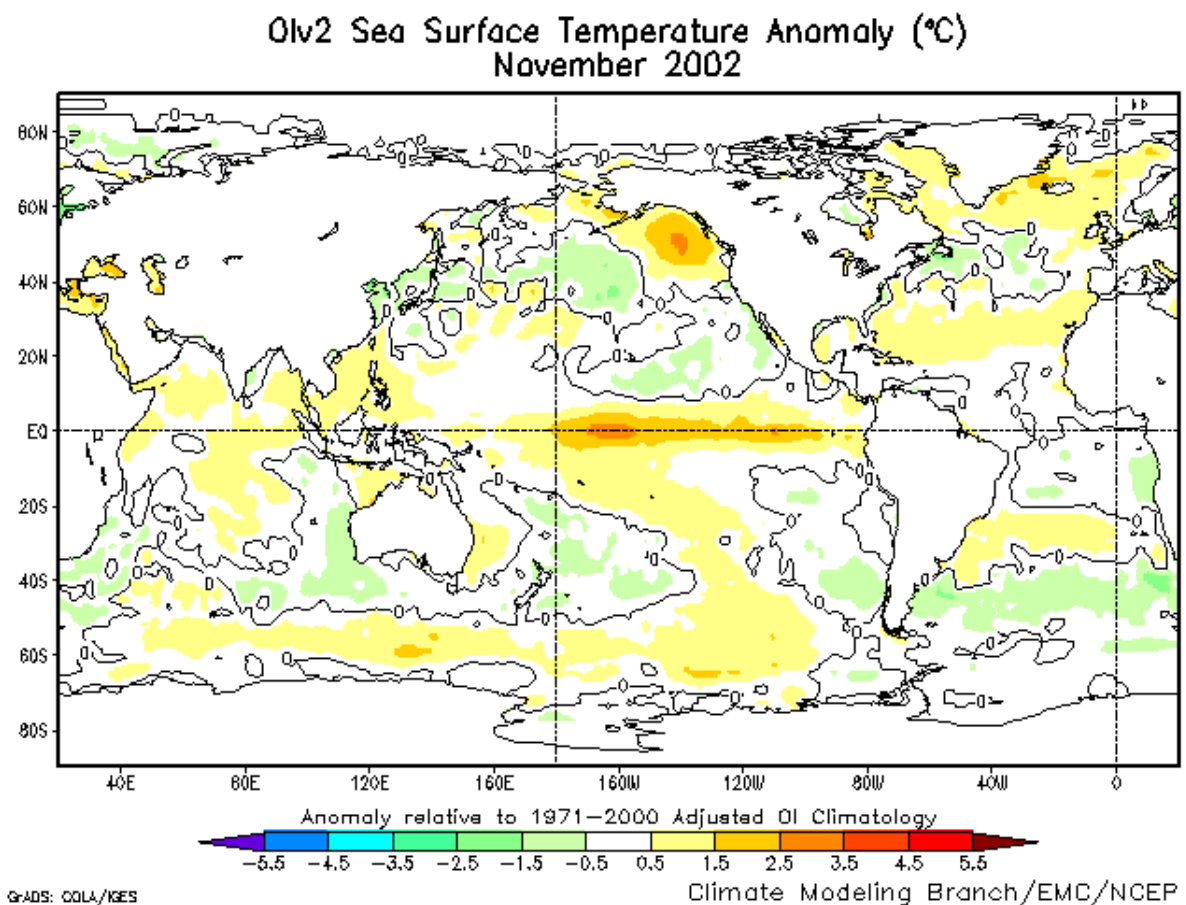 OIv2 Sea Surface Temperature Anomaly (°C)
November 2002
80N
60N
40N
20N
EQ
20S
40S
60S
80S
40E 80E 120E 160E 160W 120W 80W 40W 0
Anomaly relative to 1971-2000 Adjusted OI Climatology
-5.5 -4.5 -3.5 -2.5 -1.5 -0.5 0.5 1.5 2.5 3.5 4.5 5.5
GrADS: COLA/IGES
Climate Modeling Branch/EMC/NCEP